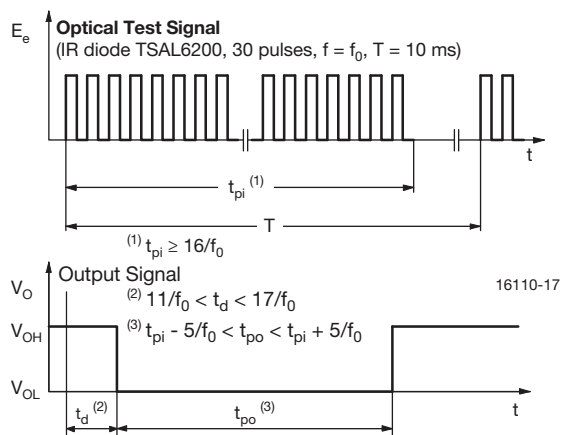 E_e
Optical Test Signal
(IR diode TSAL6200, 30 pulses, f = f_0, T = 10 ms)
t
t_pi (1)
T
(1) t_pi ≥ 16/f_0
V_O
Output Signal
16110-17
(2) 11/f_0 < t_d < 17/f_0
V_OH
(3) t_pi - 5/f_0 < t_po < t_pi + 5/f_0
V_OL
t_d (2)
t_po (3)
t